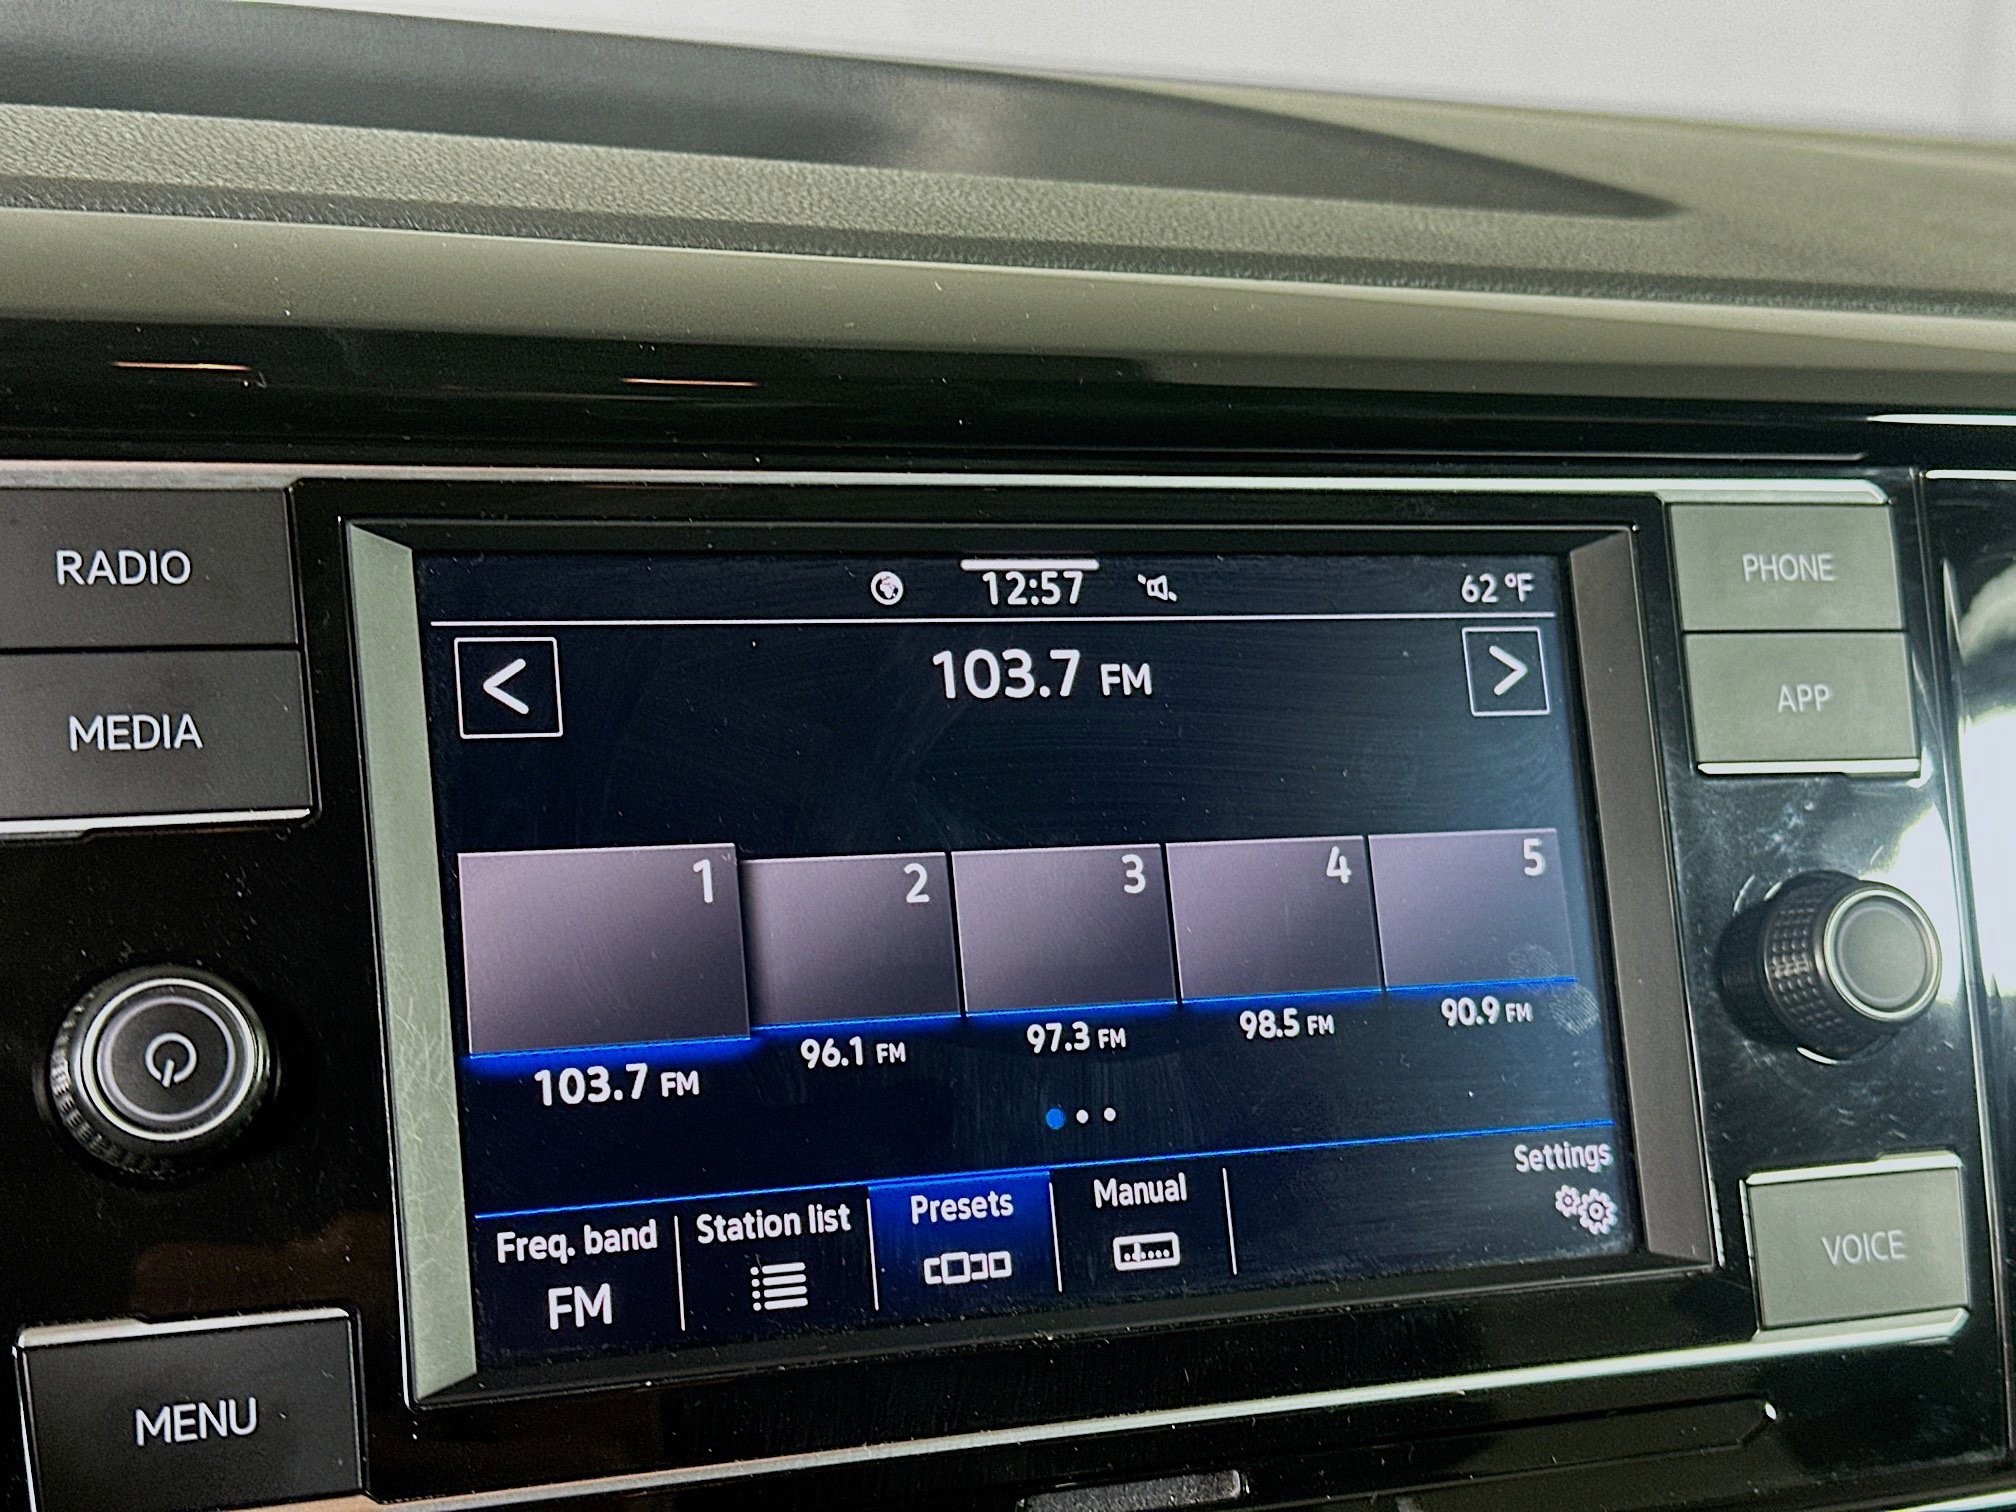 RADIO
MEDIA
MENU
12:57
62 °F
103.7 FM
1
2
3
4
5
103.7 FM
96.1 FM
97.3 FM
98.5 FM
90.9 FM
Freq. band
FM
Station list
Presets
Manual
Settings
PHONE
APP
VOICE